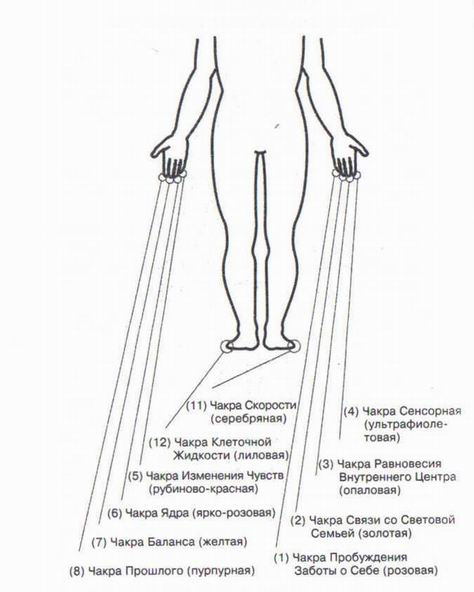 (11) Чакра Скорости
(серебряная)
(4) Чакра Сенсорная
(ультрафиоле-
товая)
(12) Чакра Клеточной
Жидкости (лиловая)
(3) Чакра Равновесия
Внутреннего Центра
(опаловая)
(5) Чакра Изменения Чувств
(рубиново-красная)
(6) Чакра Ядра (ярко-розовая)
(2) Чакра Связи со Световой
Семьей (золотая)
(7) Чакра Баланса (желтая)
(1) Чакра Пробуждения
Заботы о Себе (розовая)
(8) Чакра Прошлого (пурпурная)